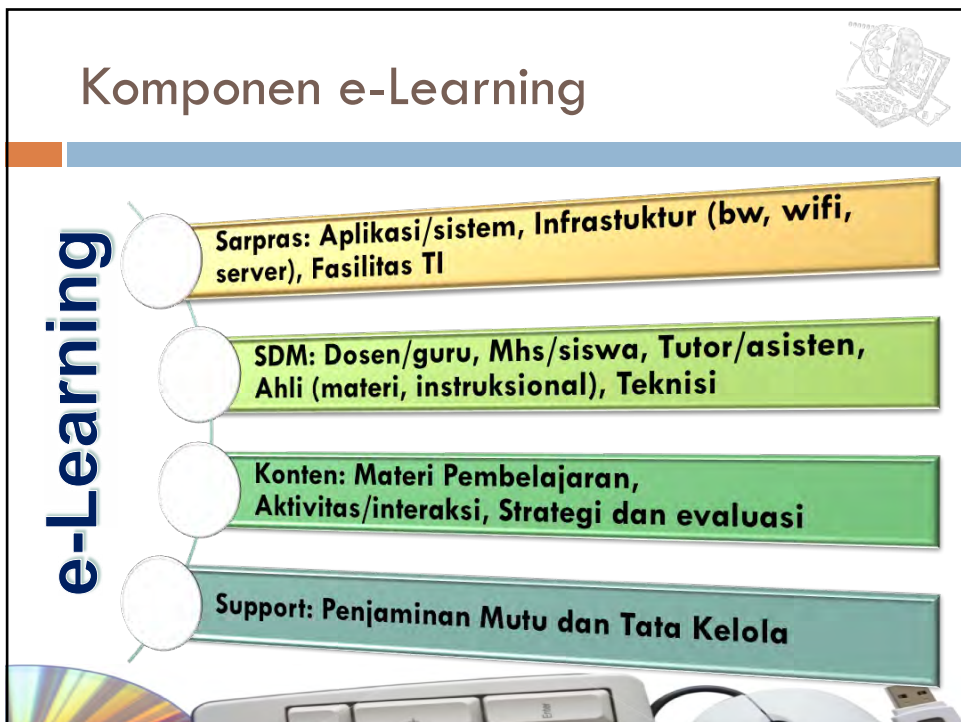 Komponen e-Learning
e-Learning
Sarpras: Aplikasi/sistem, Infrastuktur (bw, wifi,
server), Fasilitas TI
SDM: Dosen/guru, Mhs/siswa, Tutor/asisten,
Ahli (materi, instruksional), Teknisi
Konten: Materi Pembelajaran,
Aktivitas/interaksi, Strategi dan evaluasi
Support: Penjaminan Mutu dan Tata Kelola
Enter